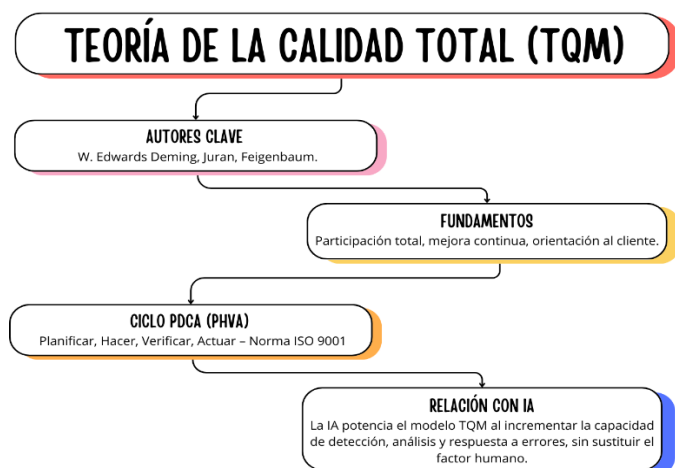 TEORÍA DE LA CALIDAD TOTAL (TQM)
AUTORES CLAVE
W. Edwards Deming, Juran, Feigenbaum.
FUNDAMENTOS
Participación total, mejora continua, orientación al cliente.
CICLO PDCA (PHVA)
Planificar, Hacer, Verificar, Actuar – Norma ISO 9001
RELACIÓN CON IA
La IA potencia el modelo TQM al incrementar la capacidad
de detección, análisis y respuesta a errores, sin sustituir el
factor humano.